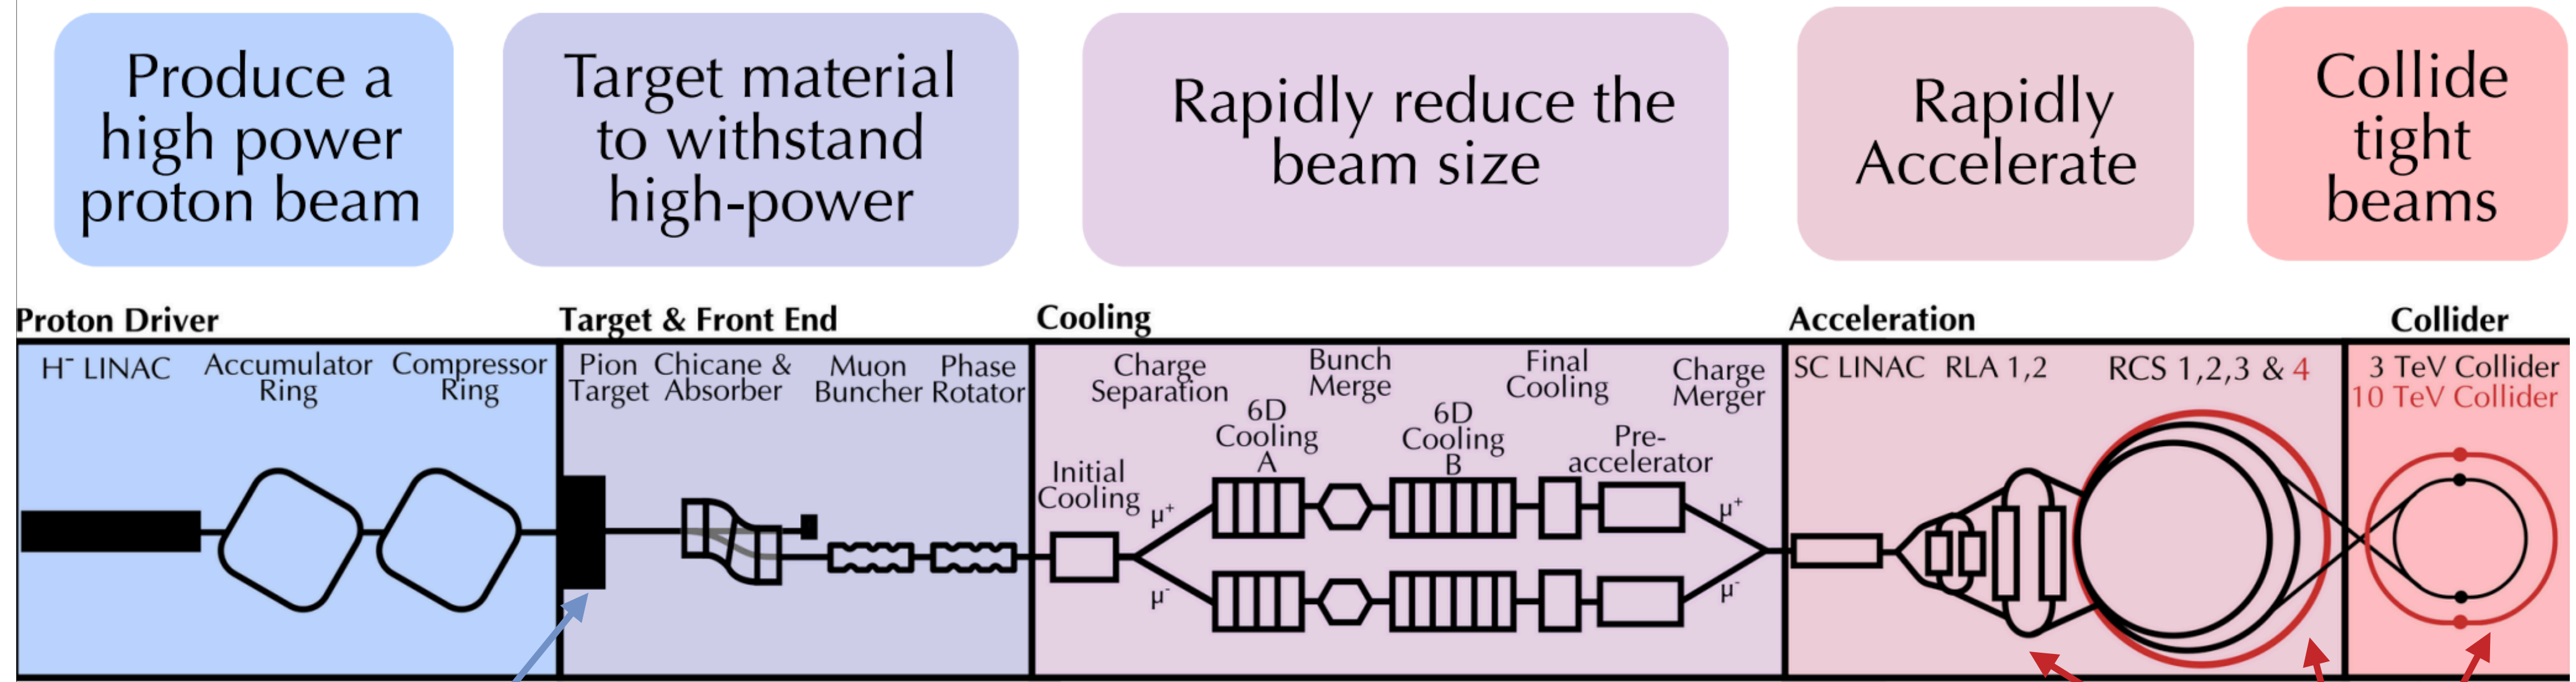 Produce a
high power
proton beam
Target material
to withstand
high-power
Rapidly reduce the
beam size
Rapidly
Accelerate
Collide
tight
beams
Proton Driver
H⁻ LINAC
Accumulator
Ring
Compressor
Ring
Target & Front End
Pion
Target
Chicane &
Absorber
Muon
Buncher
Phase
Rotator
Cooling
Initial
Cooling
Charge
Separation
μ⁺
μ⁻
6D
Cooling
A
Bunch
Merge
6D
Cooling
B
Final
Cooling
Pre-
accelerator
Charge
Merger
μ⁺
μ⁻
Acceleration
SC LINAC
RLA 1,2
RCS 1,2,3 & 4
Collider
3 TeV Collider
10 TeV Collider